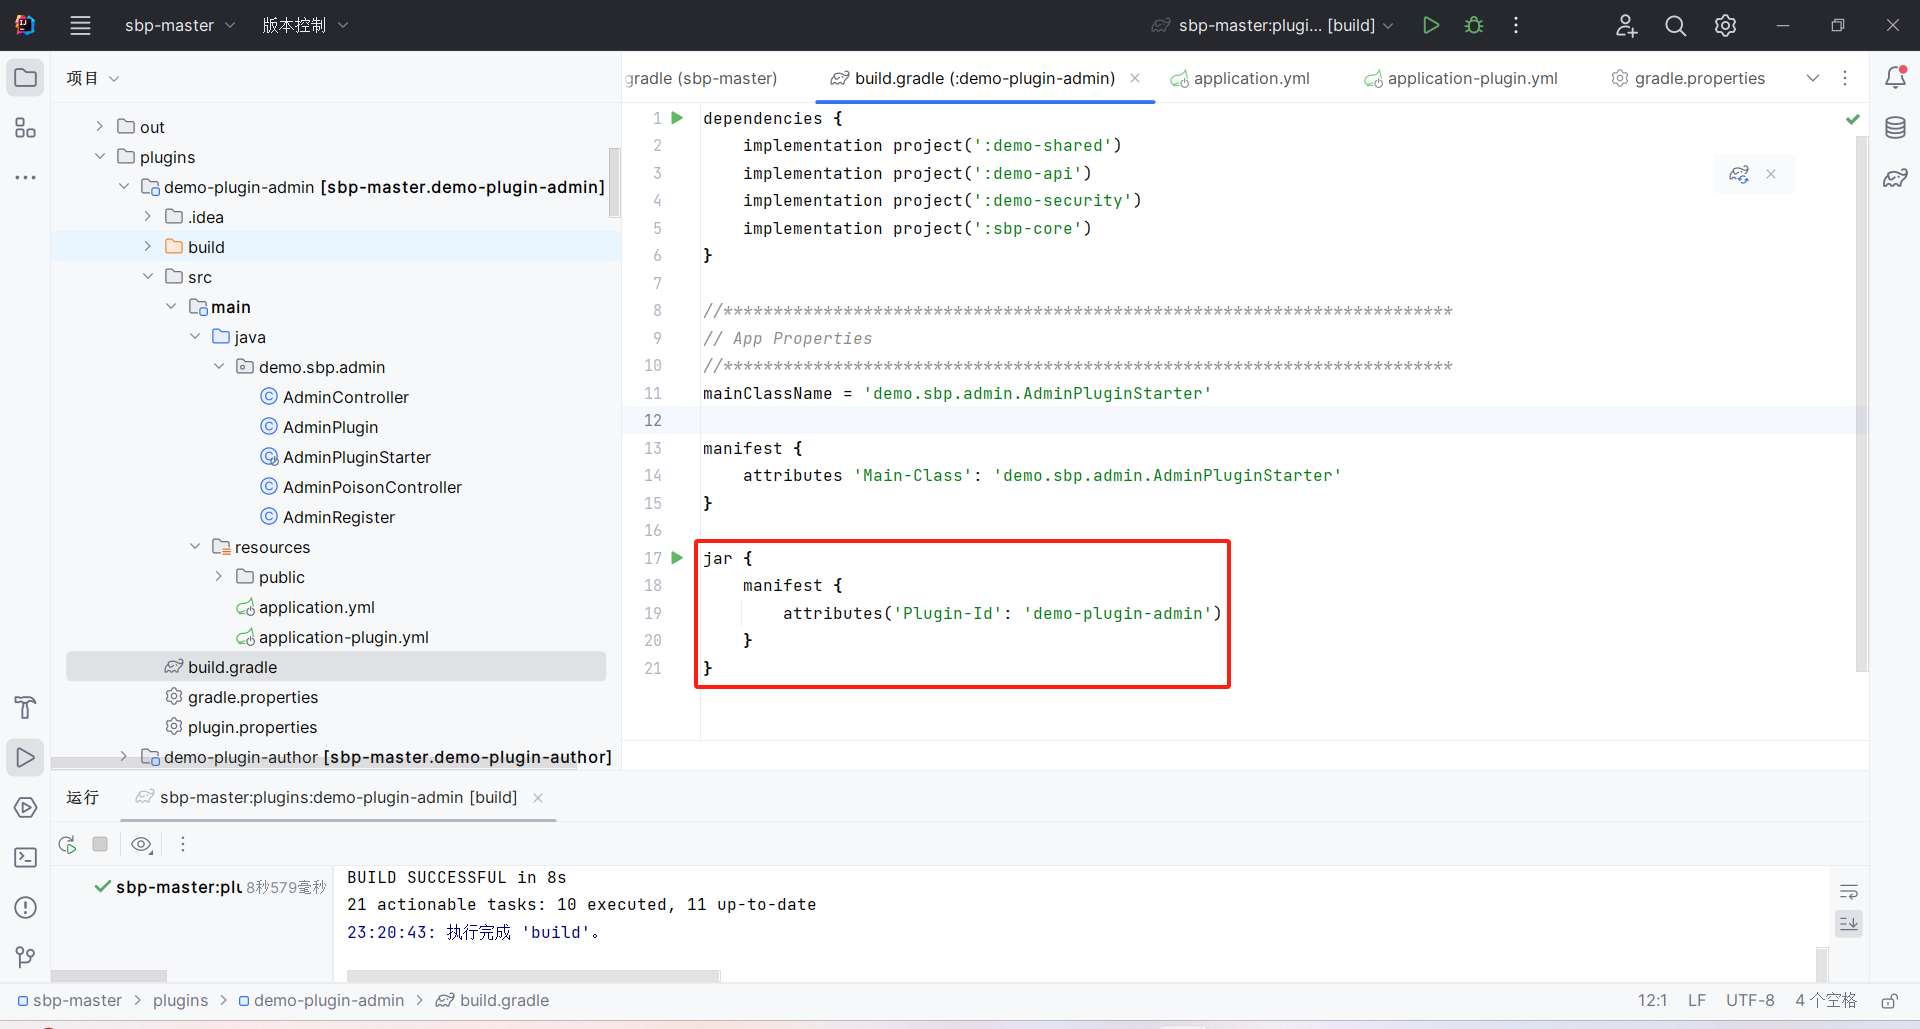 sbp-master 版本控制 sbp-master:plugi... [build]
项目
gradle (sbp-master) build.gradle (:demo-plugin-admin) application.yml application-plugin.yml gradle.properties
out
plugins
demo-plugin-admin [sbp-master.demo-plugin-admin]
.idea
build
src
main
java
demo.sbp.admin
AdminController
AdminPlugin
AdminPluginStarter
AdminPoisonController
AdminRegister
resources
public
application.yml
application-plugin.yml
build.gradle
gradle.properties
plugin.properties
demo-plugin-author [sbp-master.demo-plugin-author]
1 dependencies {
2 implementation project(':demo-shared')
3 implementation project(':demo-api')
4 implementation project(':demo-security')
5 implementation project(':sbp-core')
6 }
7
8 //*************************************************************************
9 // App Properties
10 //*************************************************************************
11 mainClassName = 'demo.sbp.admin.AdminPluginStarter'
12
13 manifest {
14 attributes 'Main-Class': 'demo.sbp.admin.AdminPluginStarter'
15 }
16
17 jar {
18 manifest {
19 attributes('Plugin-Id': 'demo-plugin-admin')
20 }
21 }
运行 sbp-master:plugins:demo-plugin-admin [build]
sbp-master:plu 8秒579毫秒
BUILD SUCCESSFUL in 8s
21 actionable tasks: 10 executed, 11 up-to-date
23:20:43: 执行完成 'build'。
sbp-master > plugins > demo-plugin-admin > build.gradle
12:1 LF UTF-8 4 个空格